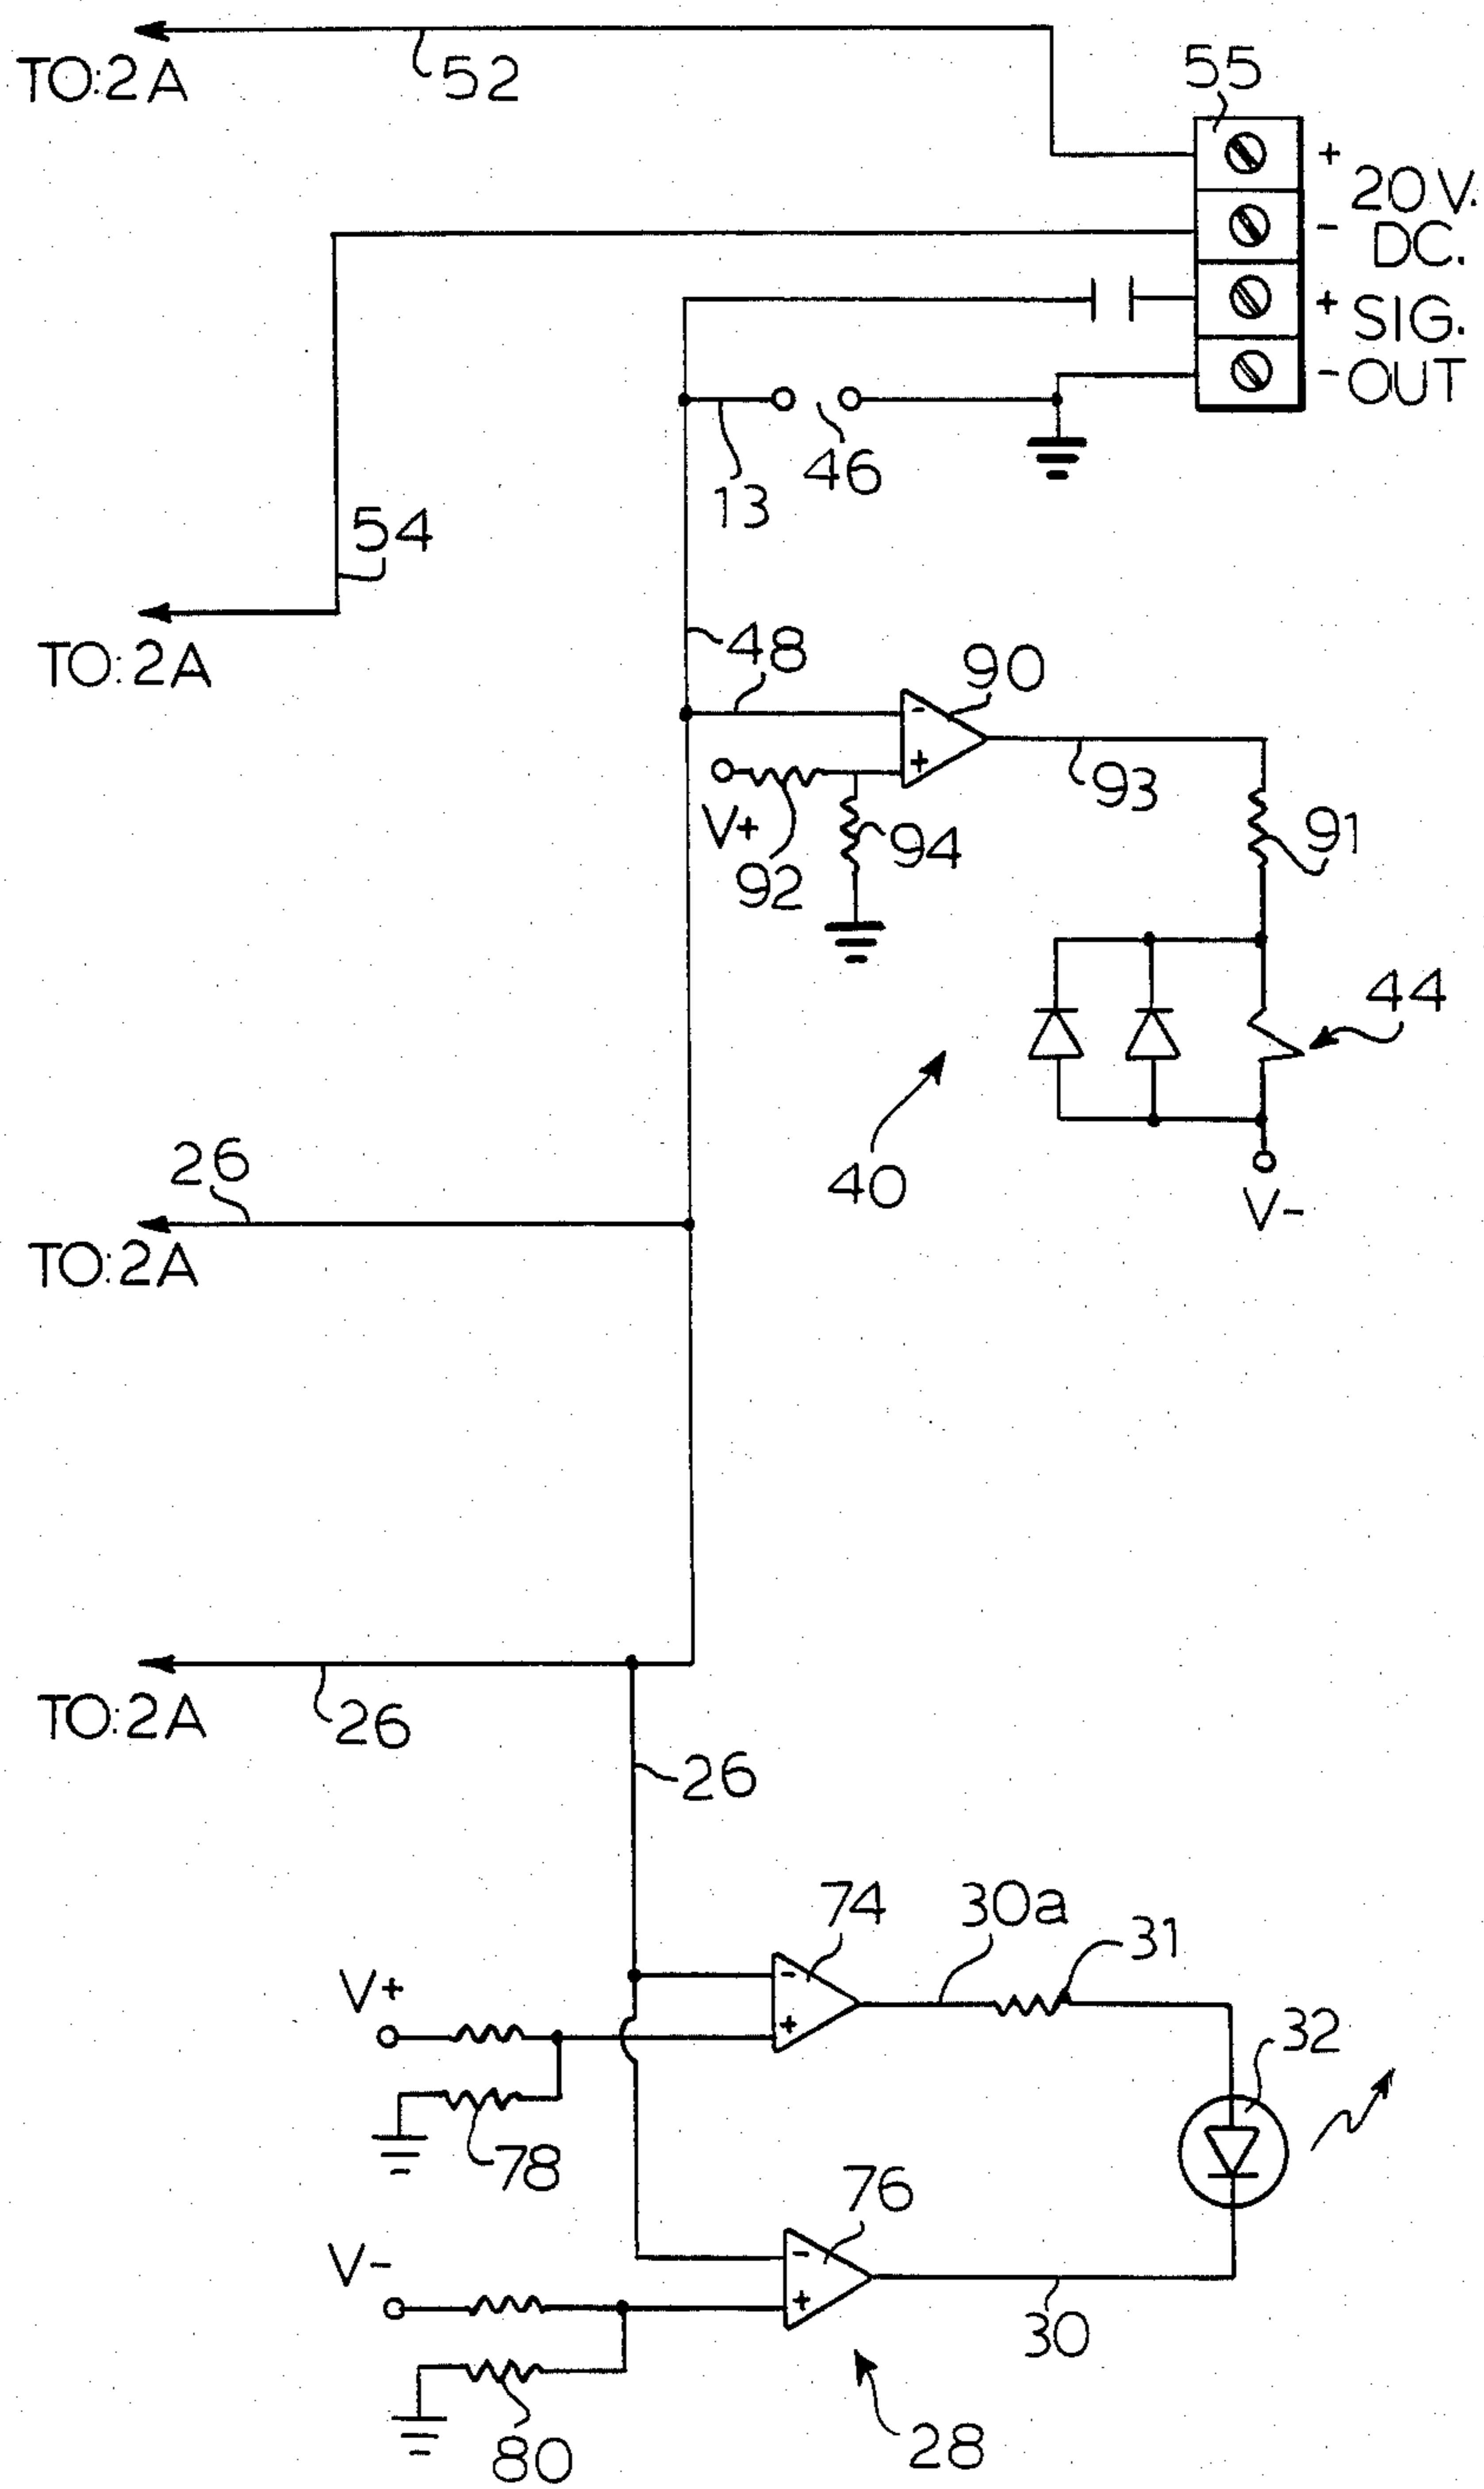 TO:2A
52
55
+
20V.
-
DC.
+
SIG.
-
OUT
13
46
54
TO:2A
48
90
-
+
V+
92
94
93
91
44
40
V-
26
TO:2A
TO:2A
26
26
74
30a
31
V+
-
+
32
78
76
V-
-
+
30
80
28